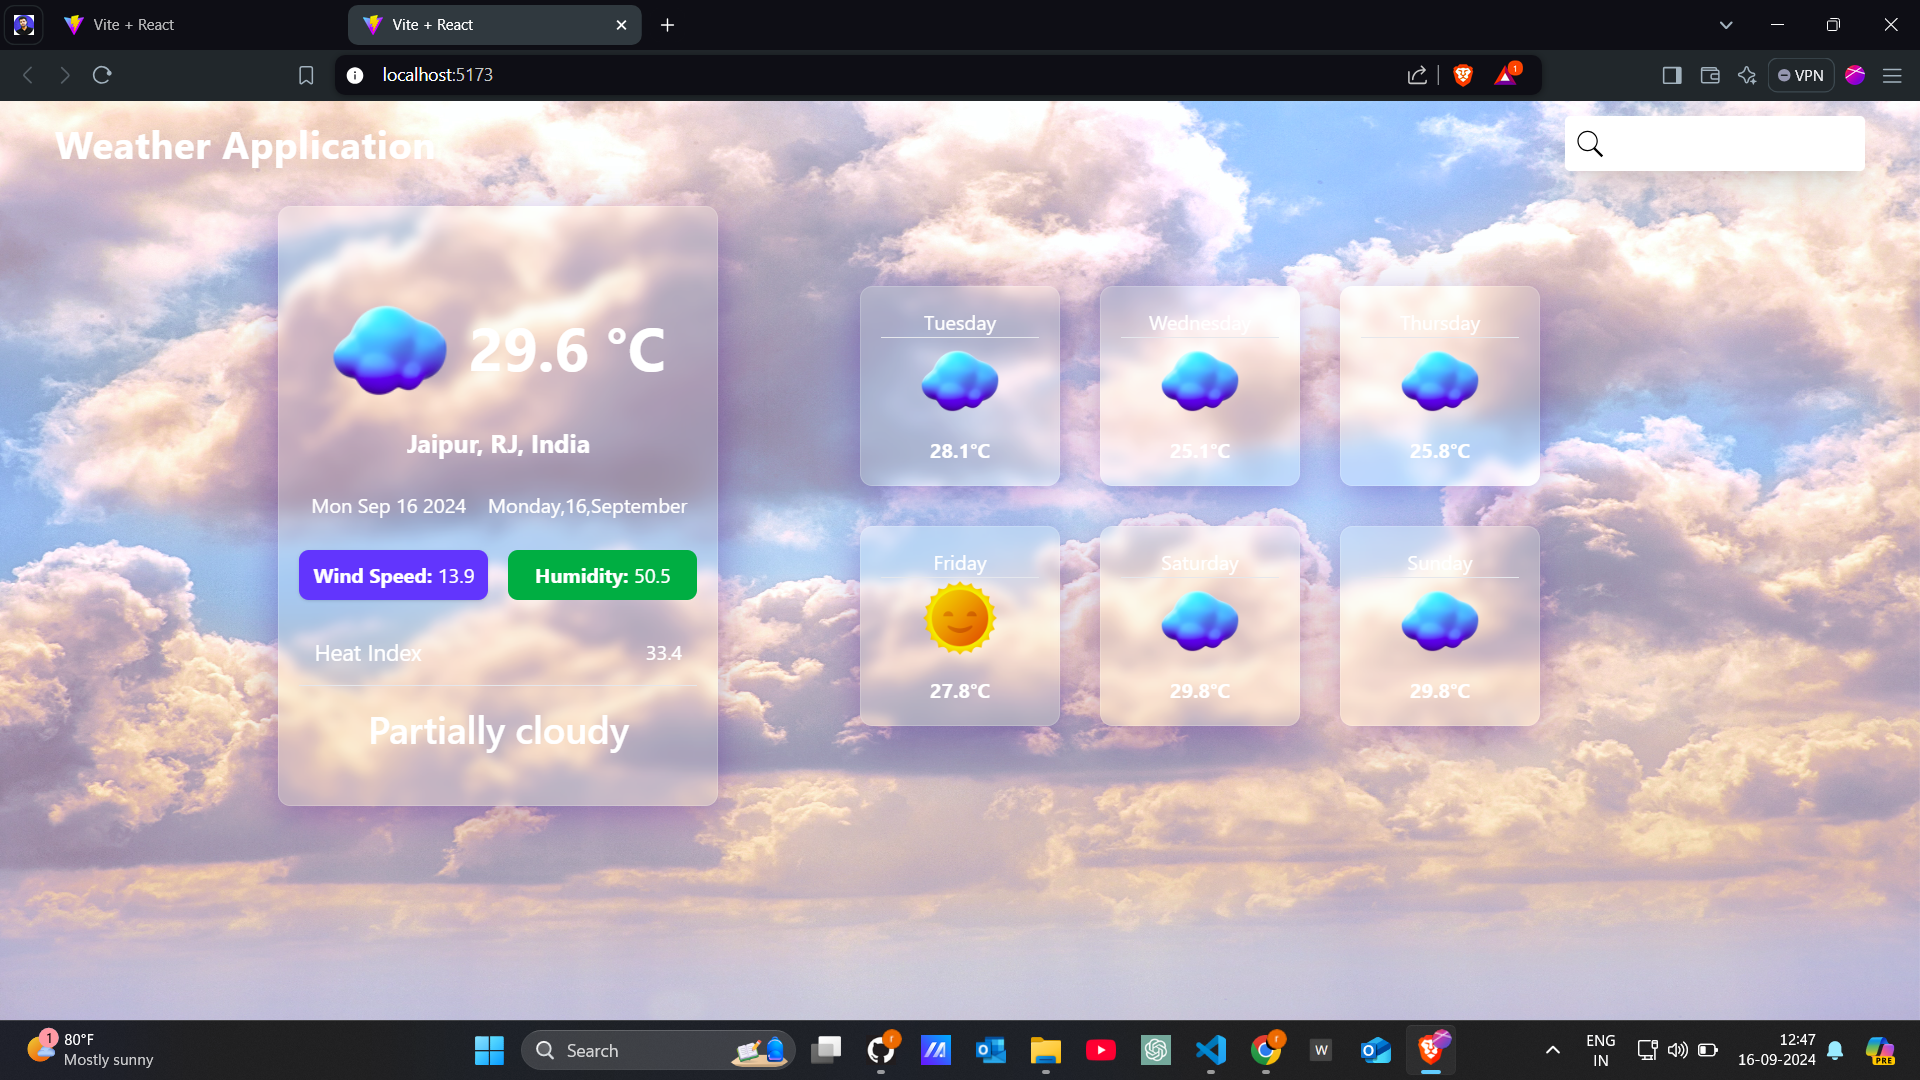 Vite + React
Vite + React
localhost:5173
1
VPN
Weather Application
29.6 °C
Jaipur, RJ, India
Mon Sep 16 2024 Monday,16,September
Wind Speed: 13.9 Humidity: 50.5
Heat Index 33.4
Partially cloudy
Tuesday
28.1°C
Wednesday
25.1°C
Thursday
25.8°C
Friday
27.8°C
Saturday
29.8°C
Sunday
29.8°C
1
80°F
Mostly sunny
Search
r
r
W
ENG
IN
12:47
16-09-2024
PRE